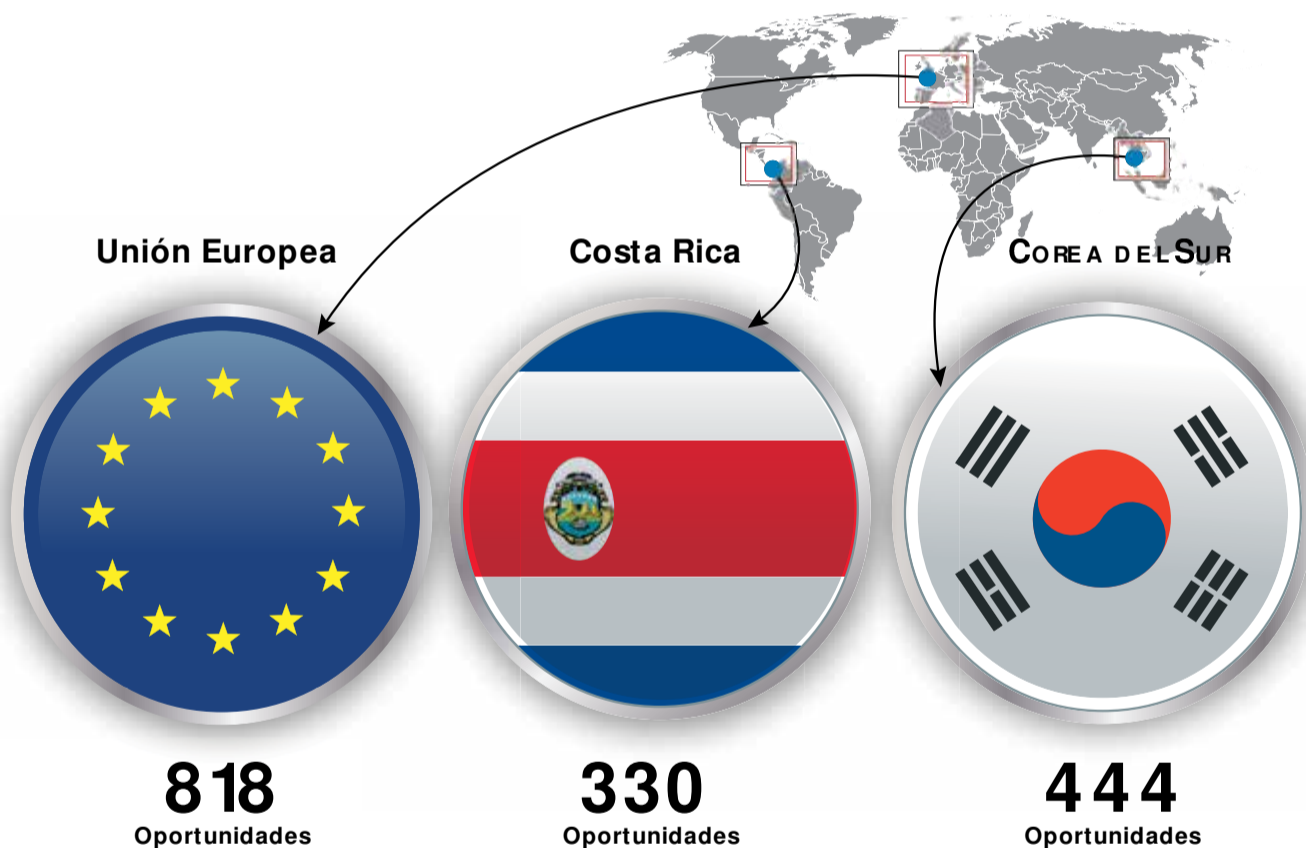 Unión Europea
Costa Rica
COREA DEL SUR
818
Oportunidades
330
Oportunidades
444
Oportunidades